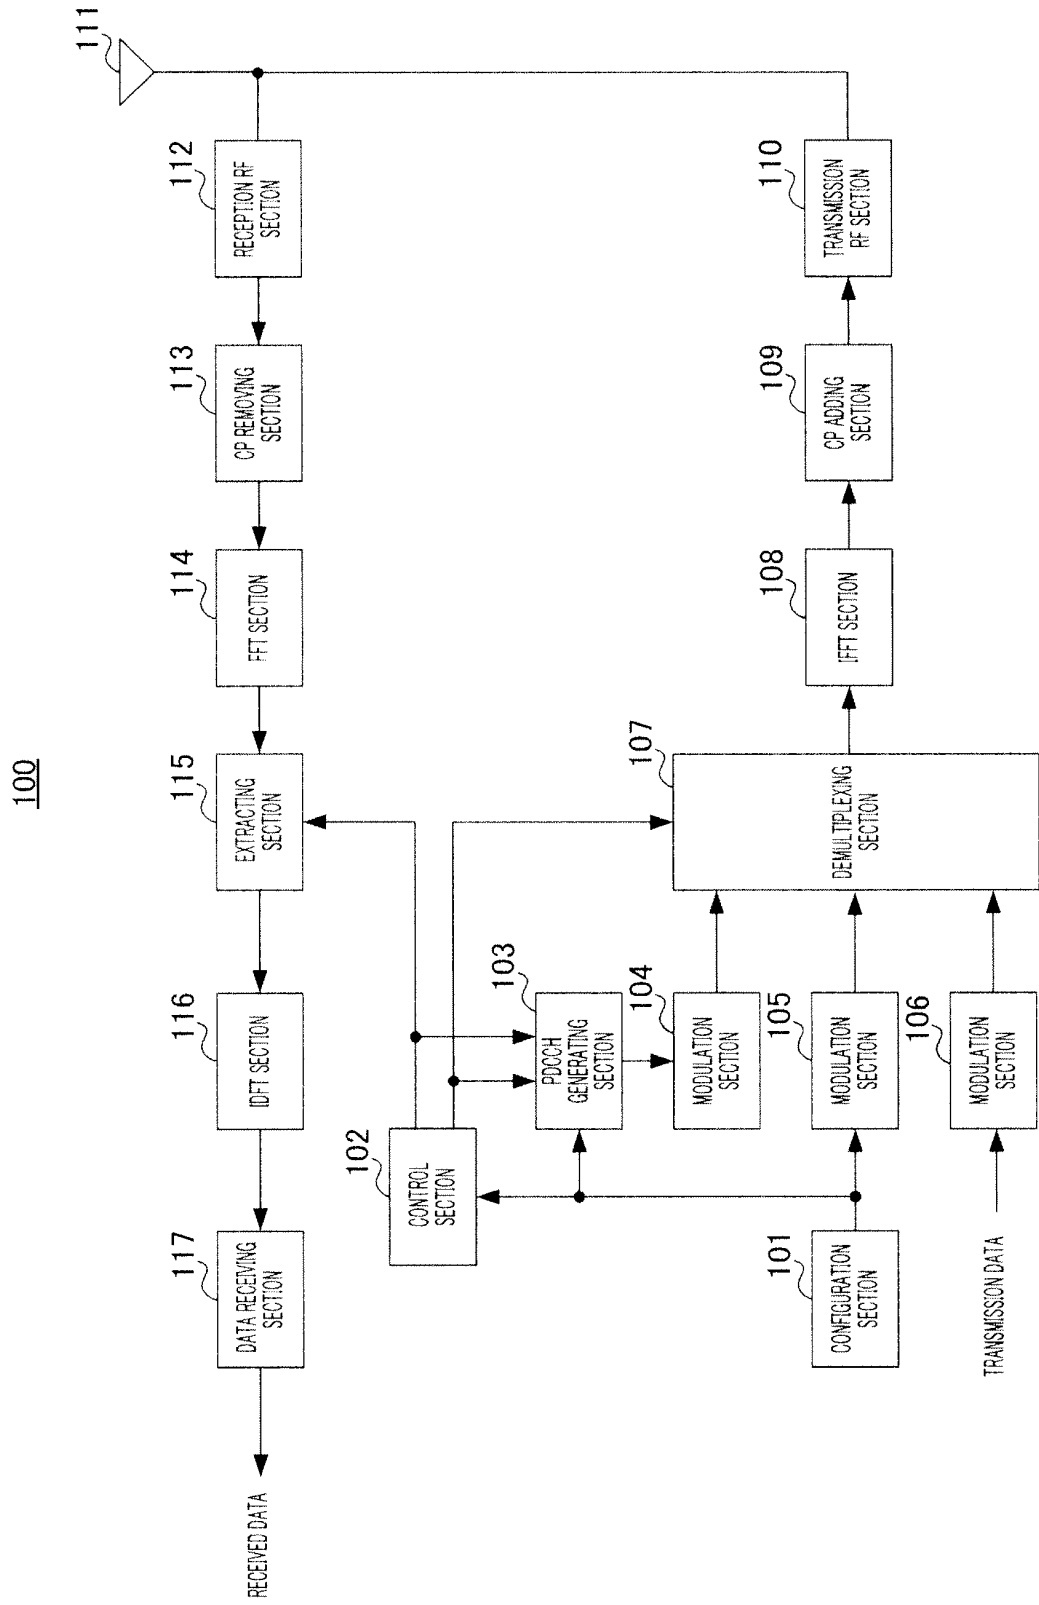 100
111
112
RECEPTION RF
SECTION
113
CP REMOVING
SECTION
114
FFT SECTION
115
EXTRACTING
SECTION
116
IDFT SECTION
117
DATA RECEIVING
SECTION
RECEIVED DATA
102
CONTROL
SECTION
103
PDCCH
GENERATING
SECTION
104
MODULATION
SECTION
105
MODULATION
SECTION
106
MODULATION
SECTION
101
CONFIGURATION
SECTION
TRANSMISSION DATA
107
DEMULTIPLEXING
SECTION
108
IFFT SECTION
109
CP ADDING
SECTION
110
TRANSMISSION
RF SECTION